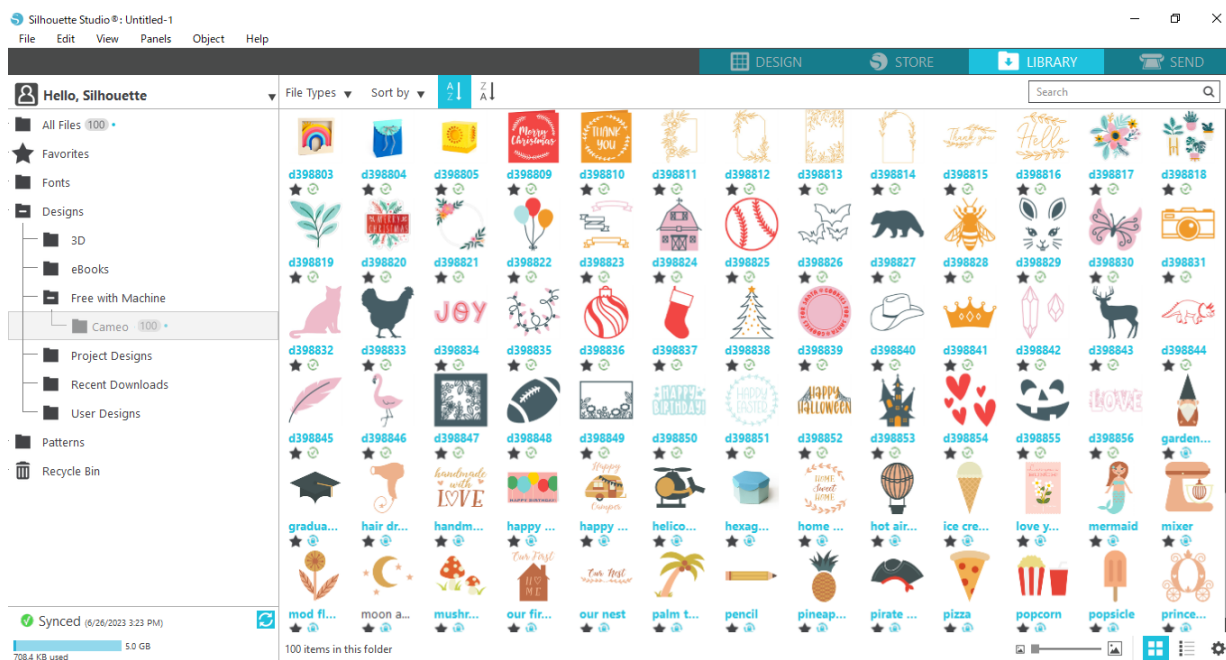 Silhouette Studio®: Untitled-1
File Edit View Panels Object Help
DESIGN STORE LIBRARY SEND
Hello, Silhouette
File Types Sort by A Z Z A Search
All Files 100
Favorites
Fonts
Designs
3D
eBooks
Free with Machine
Cameo 100
Project Designs
Recent Downloads
User Designs
Patterns
Recycle Bin
Merry Christmas
THANK YOU
Thank you
Hello
d398803 d398804 d398805 d398809 d398810 d398811 d398812 d398813 d398814 d398815 d398816 d398817 d398818
MERRY CHRISTMAS
d398819 d398820 d398821 d398822 d398823 d398824 d398825 d398826 d398827 d398828 d398829 d398830 d398831
JOY
d398832 d398833 d398834 d398835 d398836 d398837 d398838 d398839 d398840 d398841 d398842 d398843 d398844
HAPPY BIRTHDAY!
HAPPY EASTER
HAPPY HALLOWEEN
LOVE
d398845 d398846 d398847 d398848 d398849 d398850 d398851 d398852 d398853 d398854 d398855 d398856 garden...
handmade with LOVE
HAPPY BIRTHDAY
Happy Camper
HOME Sweet HOME
gradua... hair dr... handm... happy ... happy ... helico... hexag... home ... hot air... ice cre... love y... mermaid mixer
Our First HOME
Our Nest
mod fl... moon a... mushr... our fir... our nest palm t... pencil pineap... pirate ... pizza popcorn popsicle prince...
Synced (6/26/2023 3:23 PM)
5.0 GB
708.4 KB used
100 items in this folder